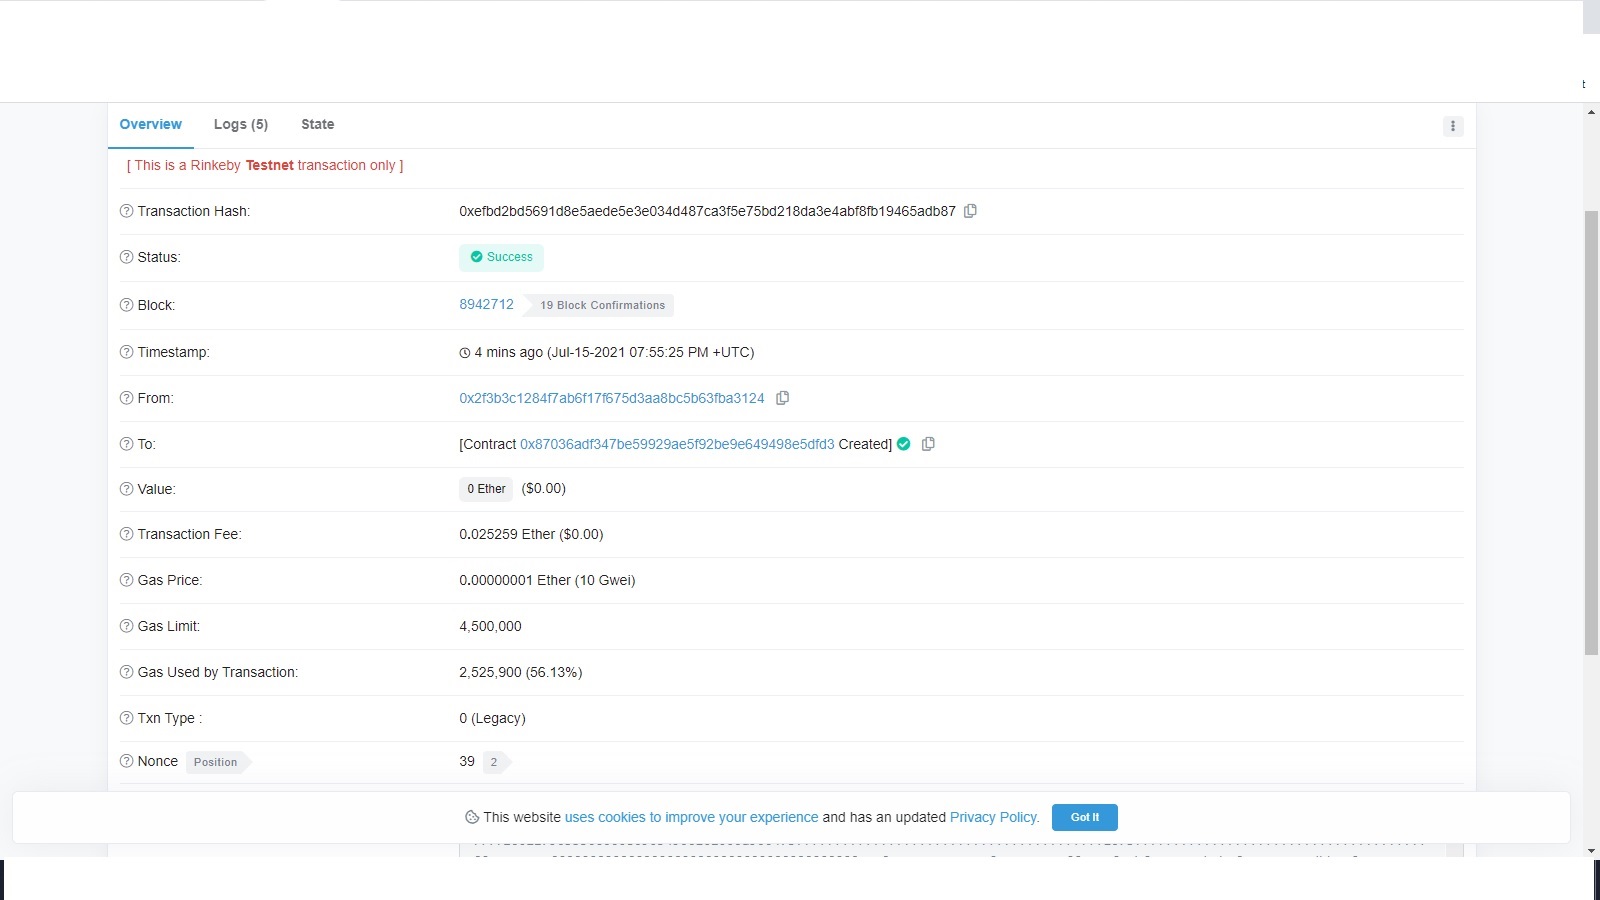 Overview Logs (5) State
[ This is a Rinkeby Testnet transaction only ]
Transaction Hash: 0xefbd2bd5691d8e5aede5e3e034d487ca3f5e75bd218da3e4abf8fb19465adb87
Status: Success
Block: 8942712 19 Block Confirmations
Timestamp: 4 mins ago (Jul-15-2021 07:55:25 PM +UTC)
From: 0x2f3b3c1284f7ab6f17f675d3aa8bc5b63fba3124
To: [Contract 0x87036adf347be59929ae5f92be9e649498e5dfd3 Created]
Value: 0 Ether ($0.00)
Transaction Fee: 0.025259 Ether ($0.00)
Gas Price: 0.00000001 Ether (10 Gwei)
Gas Limit: 4,500,000
Gas Used by Transaction: 2,525,900 (56.13%)
Txn Type : 0 (Legacy)
Nonce Position 39 2
This website uses cookies to improve your experience and has an updated Privacy Policy. Got It